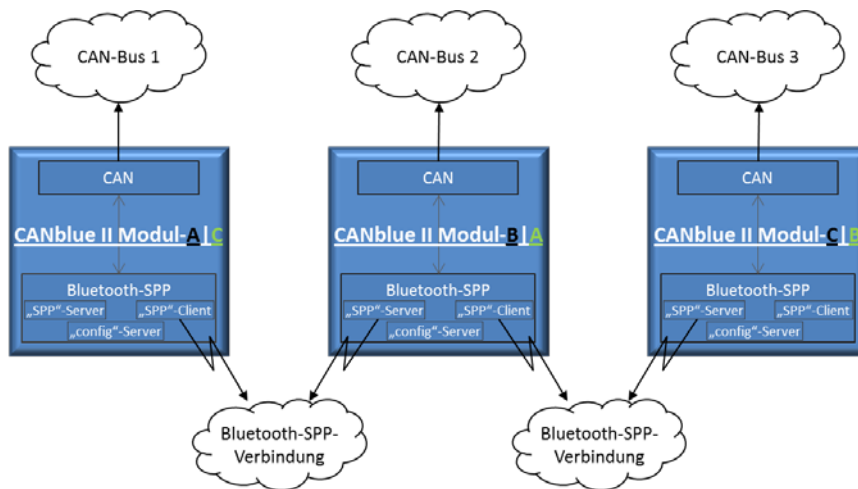 CAN-Bus 1
CAN-Bus 2
CAN-Bus 3
CAN
CAN
CAN
CANblue II Modul-A|C
CANblue II Modul-B|A
CANblue II Modul-C|B
Bluetooth-SPP
„SPP“-Server
„SPP“-Client
„config“-Server
Bluetooth-SPP
„SPP“-Server
„SPP“-Client
„config“-Server
Bluetooth-SPP
„SPP“-Server
„SPP“-Client
„config“-Server
Bluetooth-SPP-
Verbindung
Bluetooth-SPP-
Verbindung